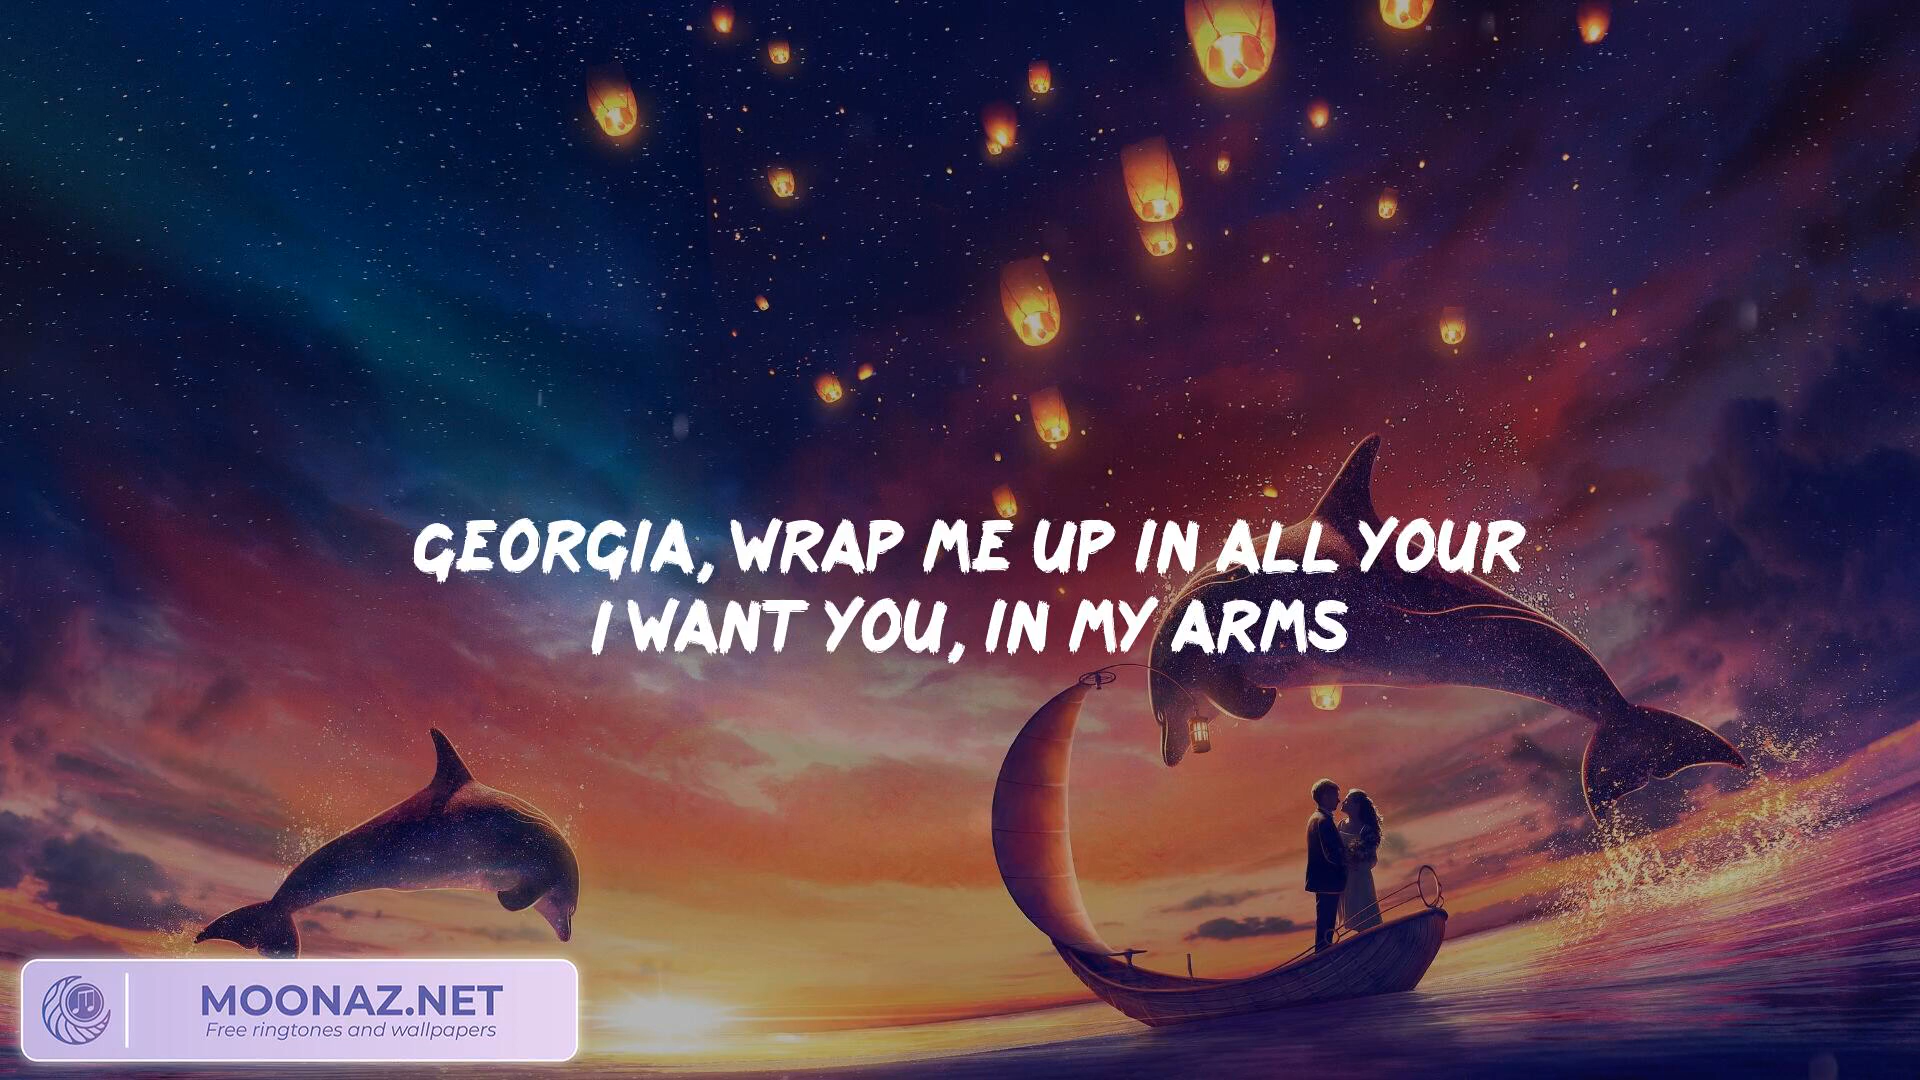 GEORGIA, WRAP ME UP IN ALL YOUR
I WANT YOU, IN MY ARMS
MOONAZ.NET
Free ringtones and wallpapers